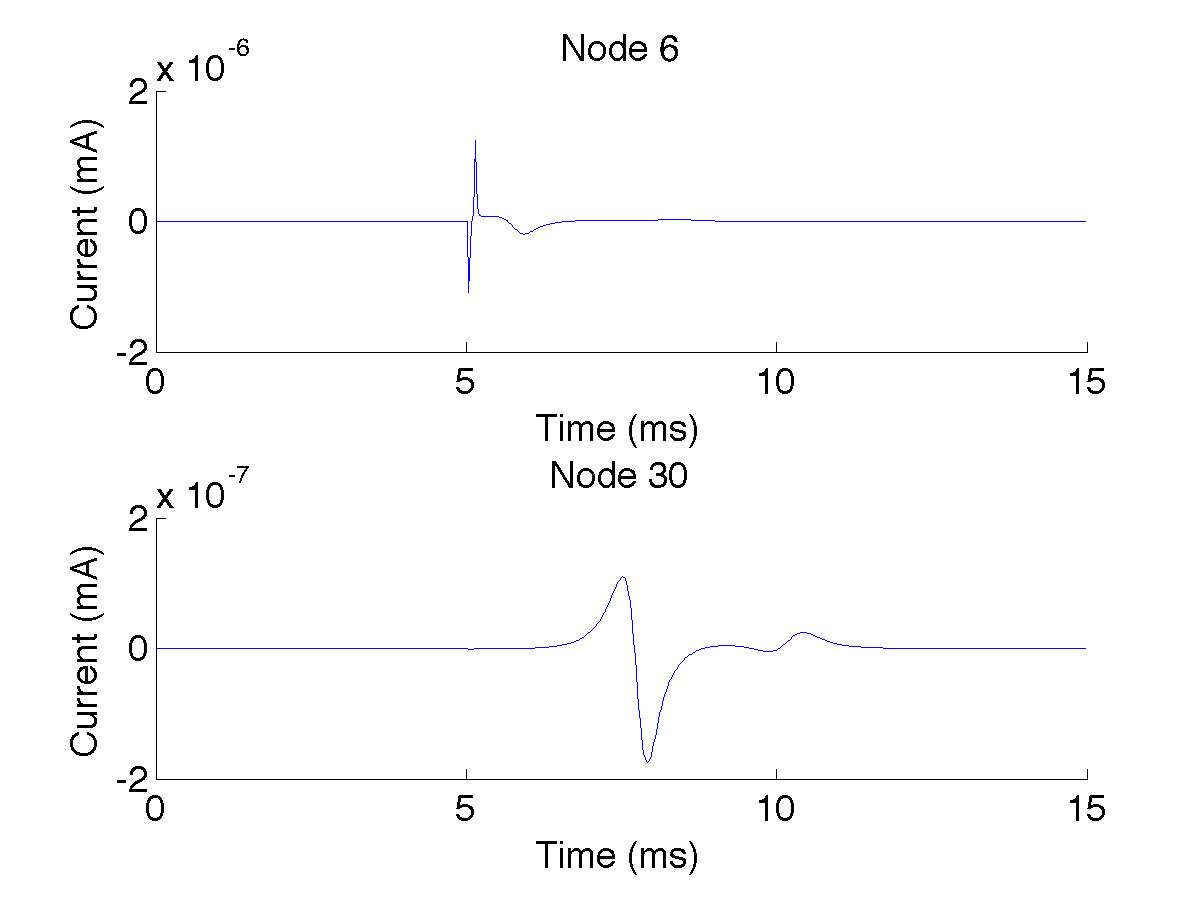 Node 6
x 10^-6
2
0
-2
Current (mA)
0 5 10 15
Time (ms)
Node 30
x 10^-7
2
0
-2
Current (mA)
0 5 10 15
Time (ms)